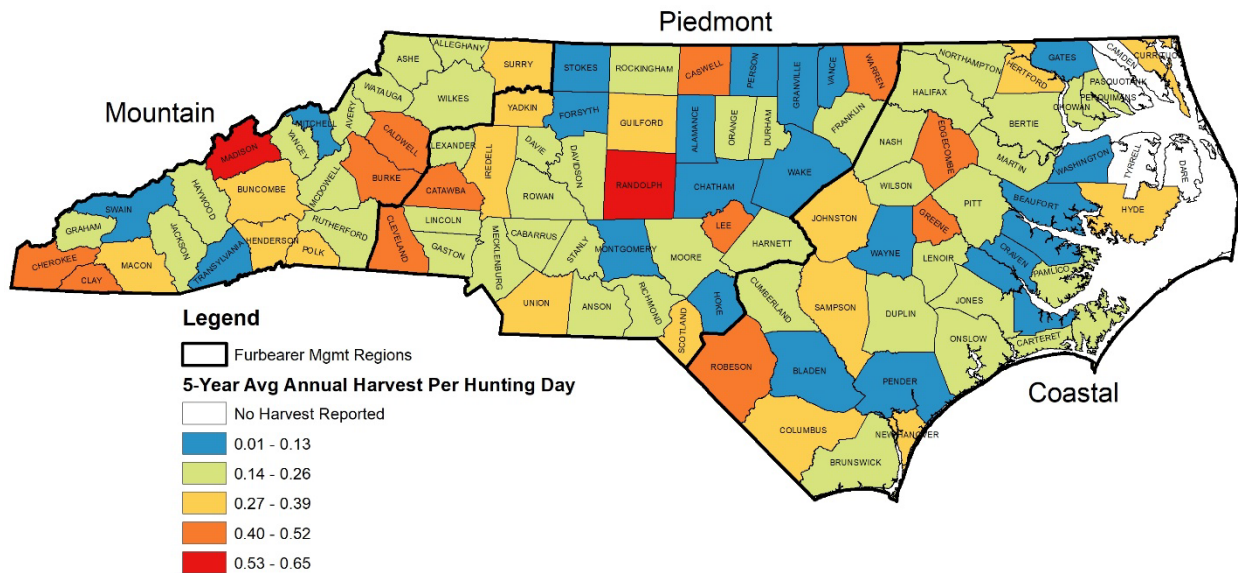 Piedmont
Mountain
Coastal
ALLEGHANY
ASHE
SURRY
STOKES
ROCKINGHAM
CASWELL
PERSON
GRANVILLE
VANCE
WARREN
NORTHAMPTON
HERTFORD
GATES
CAMDEN
CURRITUCK
PASQUOTANK
PERQUIMANS
CHOWAN
HALIFAX
WATAUGA
WILKES
YADKIN
FORSYTH
GUILFORD
ALAMANCE
ORANGE
DURHAM
FRANKLIN
BERTIE
MITCHELL
AVERY
CALDWELL
LEXANDER
IREDELL
DAVIE
DAVIDSON
NASH
EDGECOMBE
MARTIN
WASHINGTON
TYRRELL
DARE
MADISON
YANCEY
BURKE
CATAWBA
ROWAN
RANDOLPH
CHATHAM
WAKE
WILSON
PITT
BEAUFORT
HYDE
HAYWOOD
BUNCOMBE
MCDOWELL
SWAIN
GRAHAM
JACKSON
RUTHERFORD
CLEVELAND
LINCOLN
GASTON
MECKLENBURG
CABARRUS
STANLY
MONTGOMERY
MOORE
LEE
HARNETT
JOHNSTON
WAYNE
GREENE
LENOIR
CRAVEN
PAMLICO
CHEROKEE
CLAY
MACON
TRANSYLVANIA
HENDERSON
POLK
UNION
ANSON
RICHMOND
SCOTLAND
HOKE
CUMBERLAND
SAMPSON
DUPLIN
JONES
ONSLOW
CARTERET
ROBESON
BLADEN
PENDER
COLUMBUS
NEW HANOVER
BRUNSWICK
Legend
Furbearer Mgmt Regions
5-Year Avg Annual Harvest Per Hunting Day
No Harvest Reported
0.01 - 0.13
0.14 - 0.26
0.27 - 0.39
0.40 - 0.52
0.53 - 0.65